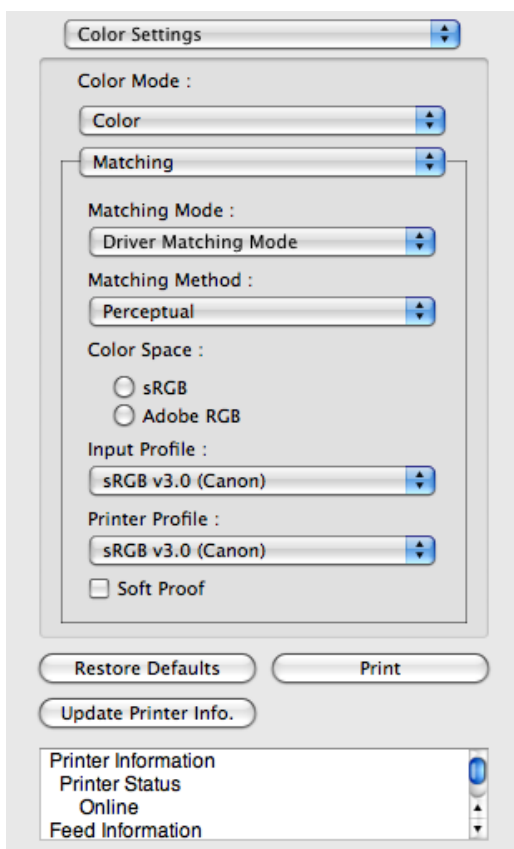 Color Settings
Color Mode :
Color
Matching
Matching Mode :
Driver Matching Mode
Matching Method :
Perceptual
Color Space :
sRGB
Adobe RGB
Input Profile :
sRGB v3.0 (Canon)
Printer Profile :
sRGB v3.0 (Canon)
Soft Proof
Restore Defaults Print
Update Printer Info.
Printer Information
Printer Status
Online
Feed Information